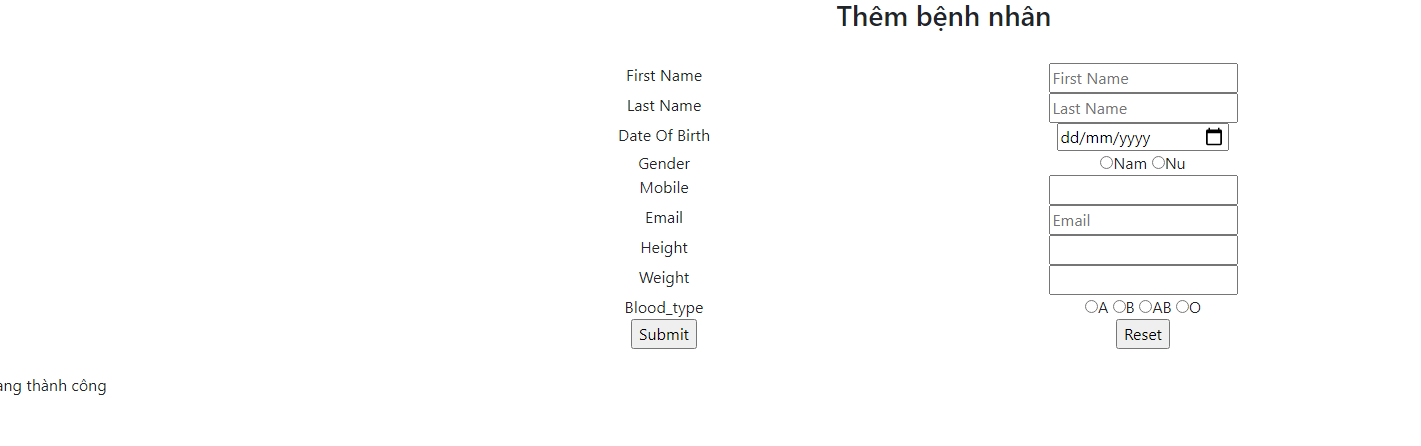 Thêm bệnh nhân
First Name First Name
Last Name Last Name
Date Of Birth dd/mm/yyyy
Gender Nam Nu
Mobile
Email Email
Height
Weight
Blood_type A B AB O
Submit Reset
thành công